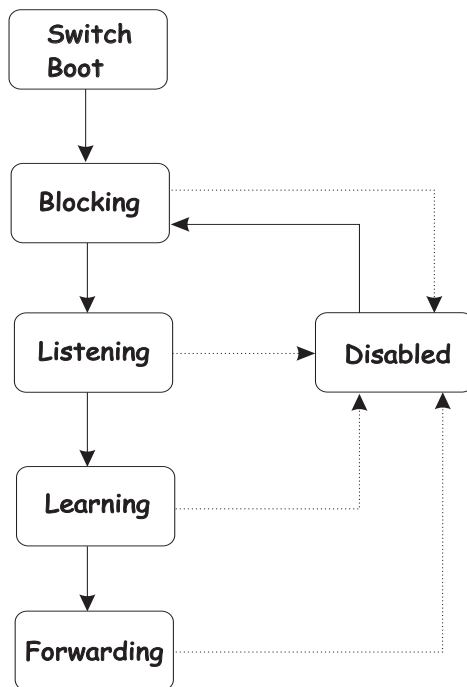 Switch
Boot
Blocking
Listening
Disabled
Learning
Forwarding